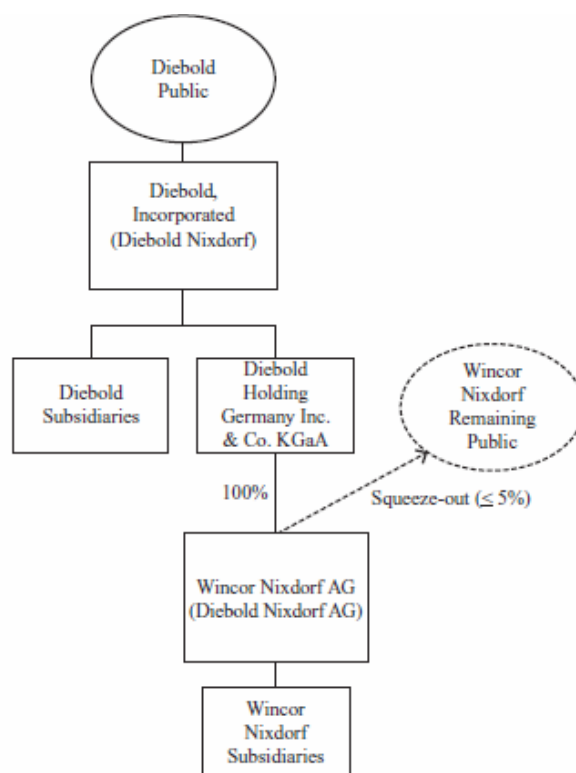 Diebold
Public
Diebold,
Incorporated
(Diebold Nixdorf)
Diebold
Subsidiaries
Diebold
Holding
Germany Inc.
& Co. KGaA
Wincor
Nixdorf
Remaining
Public
100%
Squeeze-out (≤ 5%)
Wincor Nixdorf AG
(Diebold Nixdorf AG)
Wincor
Nixdorf
Subsidiaries